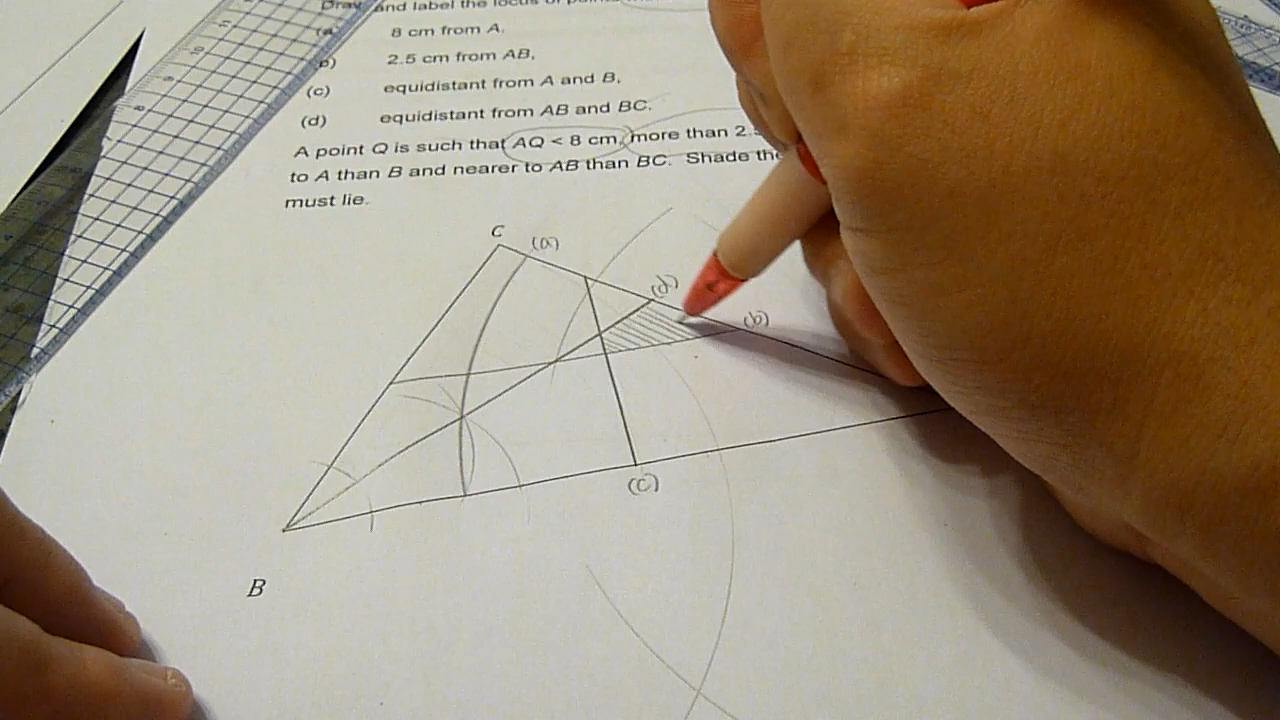 Draw and label the locus of points
(a) 8 cm from A,
(b) 2.5 cm from AB,
(c) equidistant from A and B,
(d) equidistant from AB and BC.
A point Q is such that AQ < 8 cm, more than 2.5
to A than B and nearer to AB than BC. Shade the
must lie.
C (a)
(d)
(b)
(c)
B